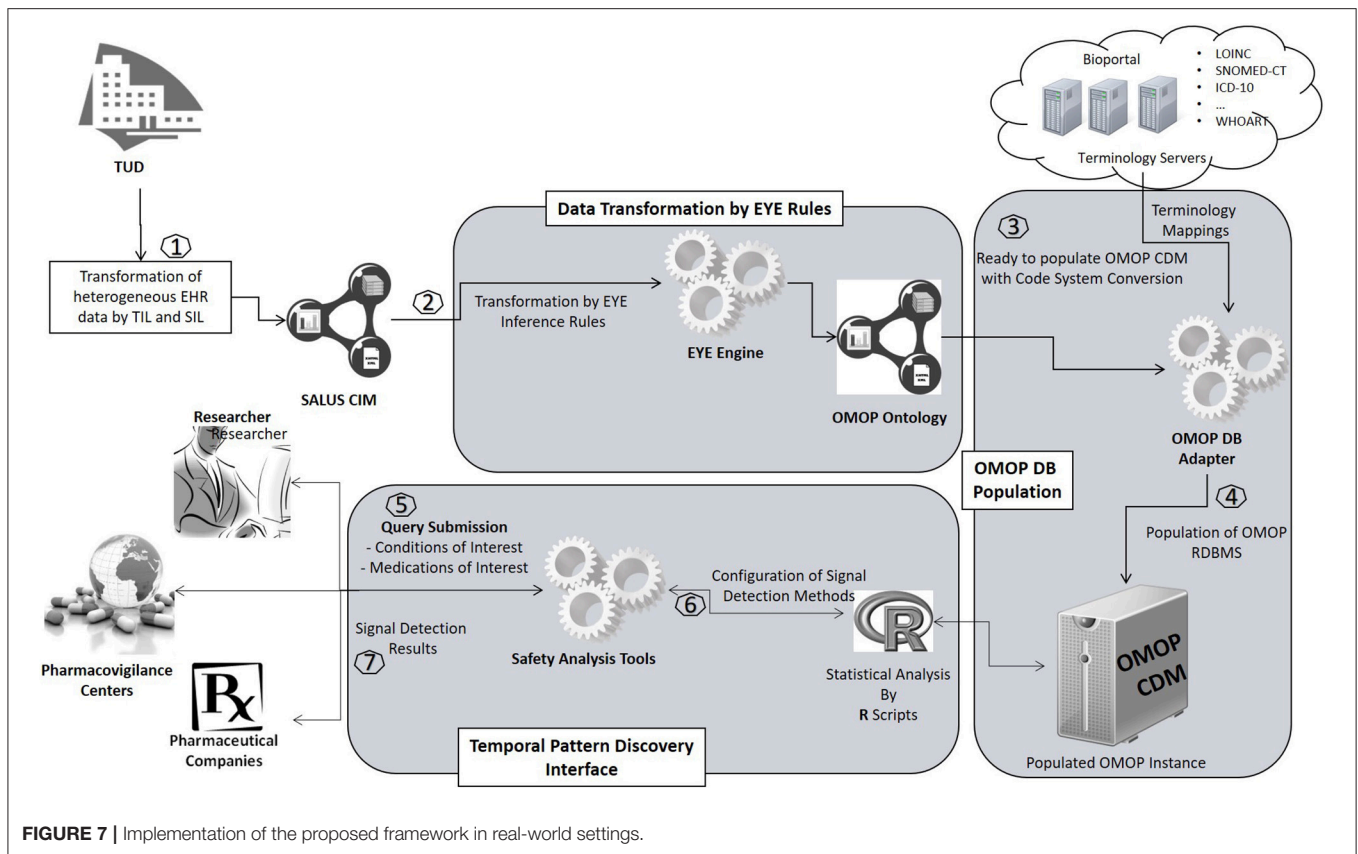 TUD
1
Transformation of
heterogeneous EHR
data by TIL and SIL
SALUS CIM
2
Data Transformation by EYE Rules
Transformation by EYE
Inference Rules
EYE Engine
OMOP Ontology
Bioportal
• LOINC
• SNOMED-CT
• ICD-10
• ...
• WHOART
Terminology Servers
Terminology
Mappings
3
Ready to populate OMOP CDM
with Code System Conversion
OMOP DB
Adapter
OMOP DB
Population
4
Population of OMOP
RDBMS
OMOP
CDM
Populated OMOP Instance
Researcher
Researcher
Pharmacovigilance
Centers
Rx
Pharmaceutical
Companies
5
Query Submission
- Conditions of Interest
- Medications of Interest
Signal Detection
Results
7
Safety Analysis Tools
6
Configuration of Signal
Detection Methods
R
Statistical Analysis
By
R Scripts
Temporal Pattern Discovery
Interface
FIGURE 7 | Implementation of the proposed framework in real-world settings.